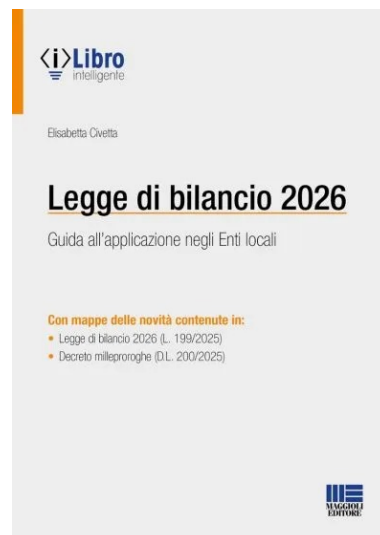 <i>Libro
intelligente
Elisabetta Civetta
Legge di bilancio 2026
Guida all'applicazione negli Enti locali
Con mappe delle novità contenute in:
• Legge di bilancio 2026 (L. 199/2025)
• Decreto milleproroghe (D.L. 200/2025)
MAGGIOLI
EDITORE